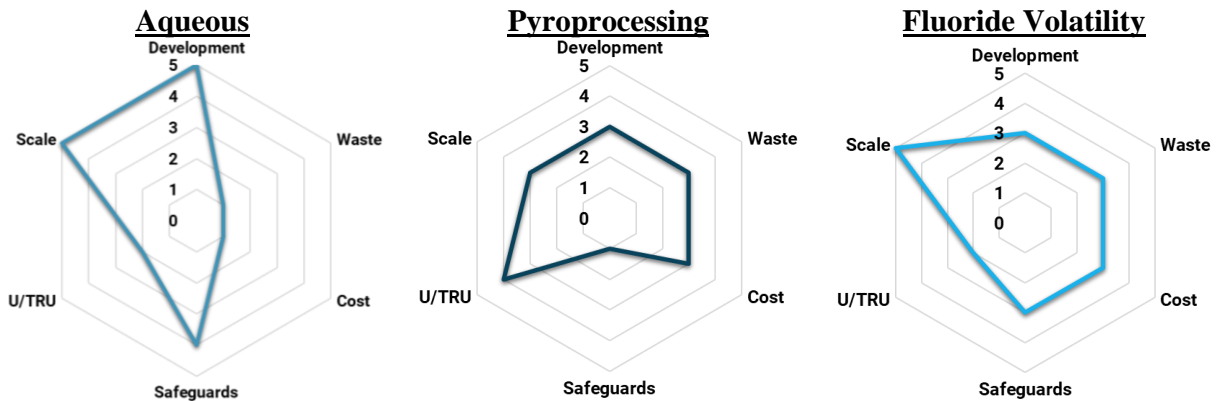 Aqueous
Development
5
4
3
2
1
0
Scale
Waste
U/TRU
Cost
Safeguards
Pyroprocessing
Development
5
4
3
2
1
0
Scale
Waste
U/TRU
Cost
Safeguards
Fluoride Volatility
Development
5
4
3
2
1
0
Scale
Waste
U/TRU
Cost
Safeguards